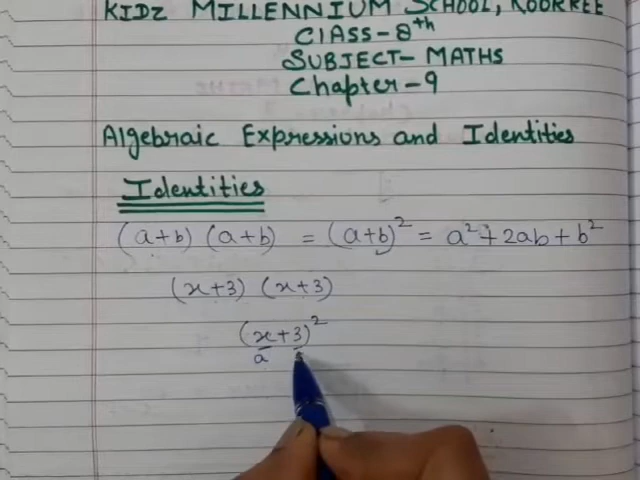 KIDZ MILLENNIUM SCHOOL, ROORKEE
CLASS-8th
SUBJECT- MATHS
Chapter-9
Algebraic Expressions and Identities
Identities
(a+b) (a+b) = (a+b)² = a²+2ab+b²
(x+3) (x+3)
(x+3)²
a